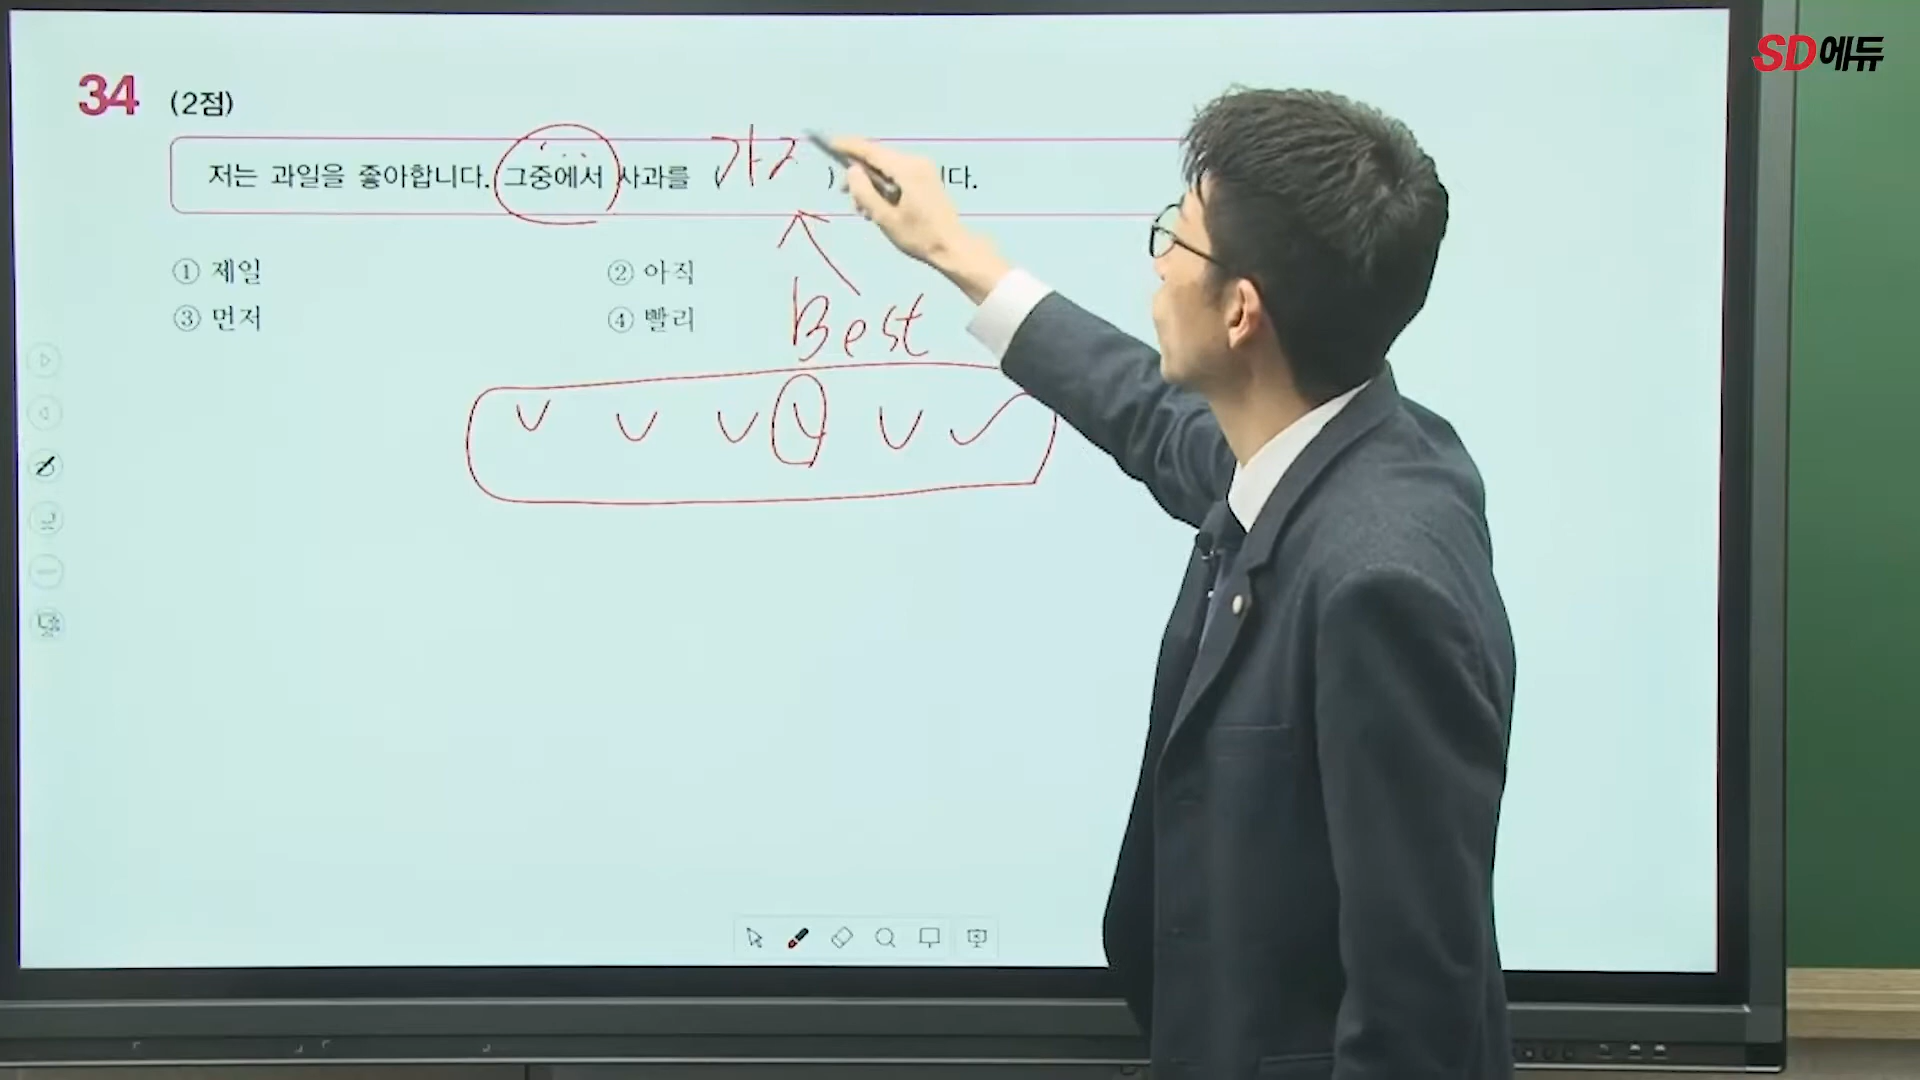 SD에듀
34 (2점)
저는 과일을 좋아합니다. 그중에서 사과를 ( ) 니다.
① 제일 ② 아직
③ 먼저 ④ 빨리
Best